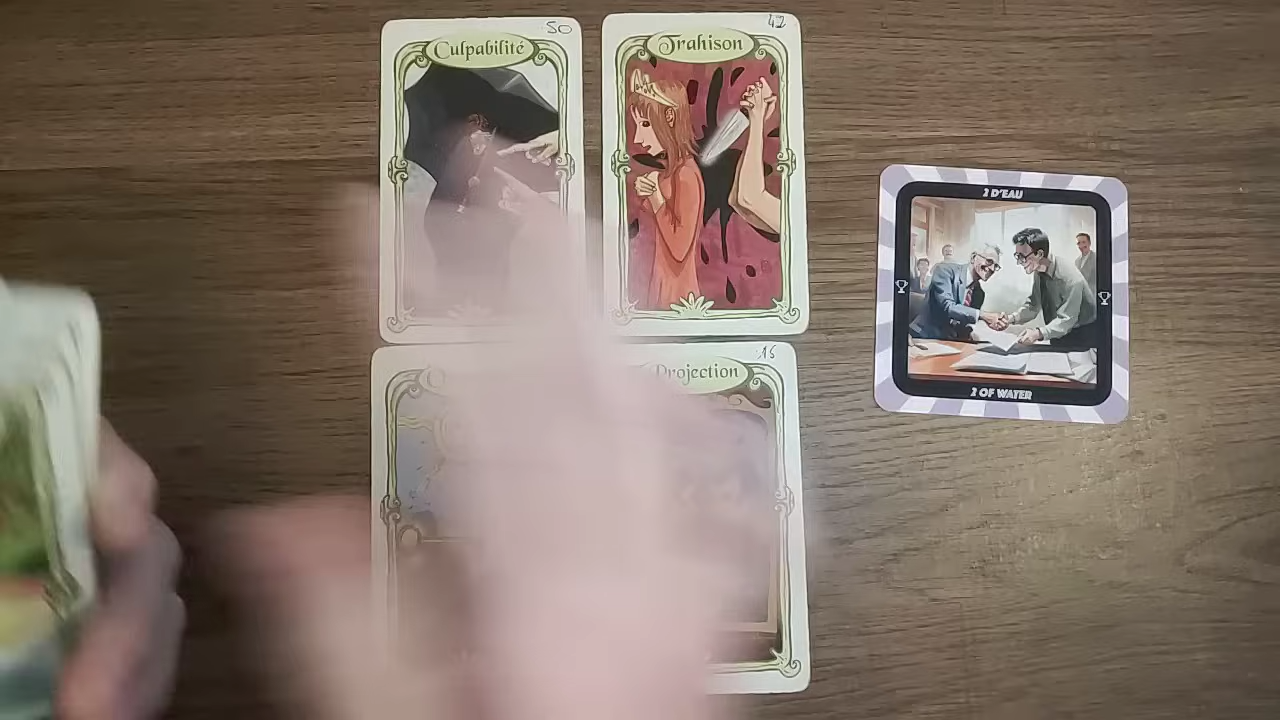 50
Culpabilité
42
Trahison
2 D'EAU
2 OF WATER
16
Projection